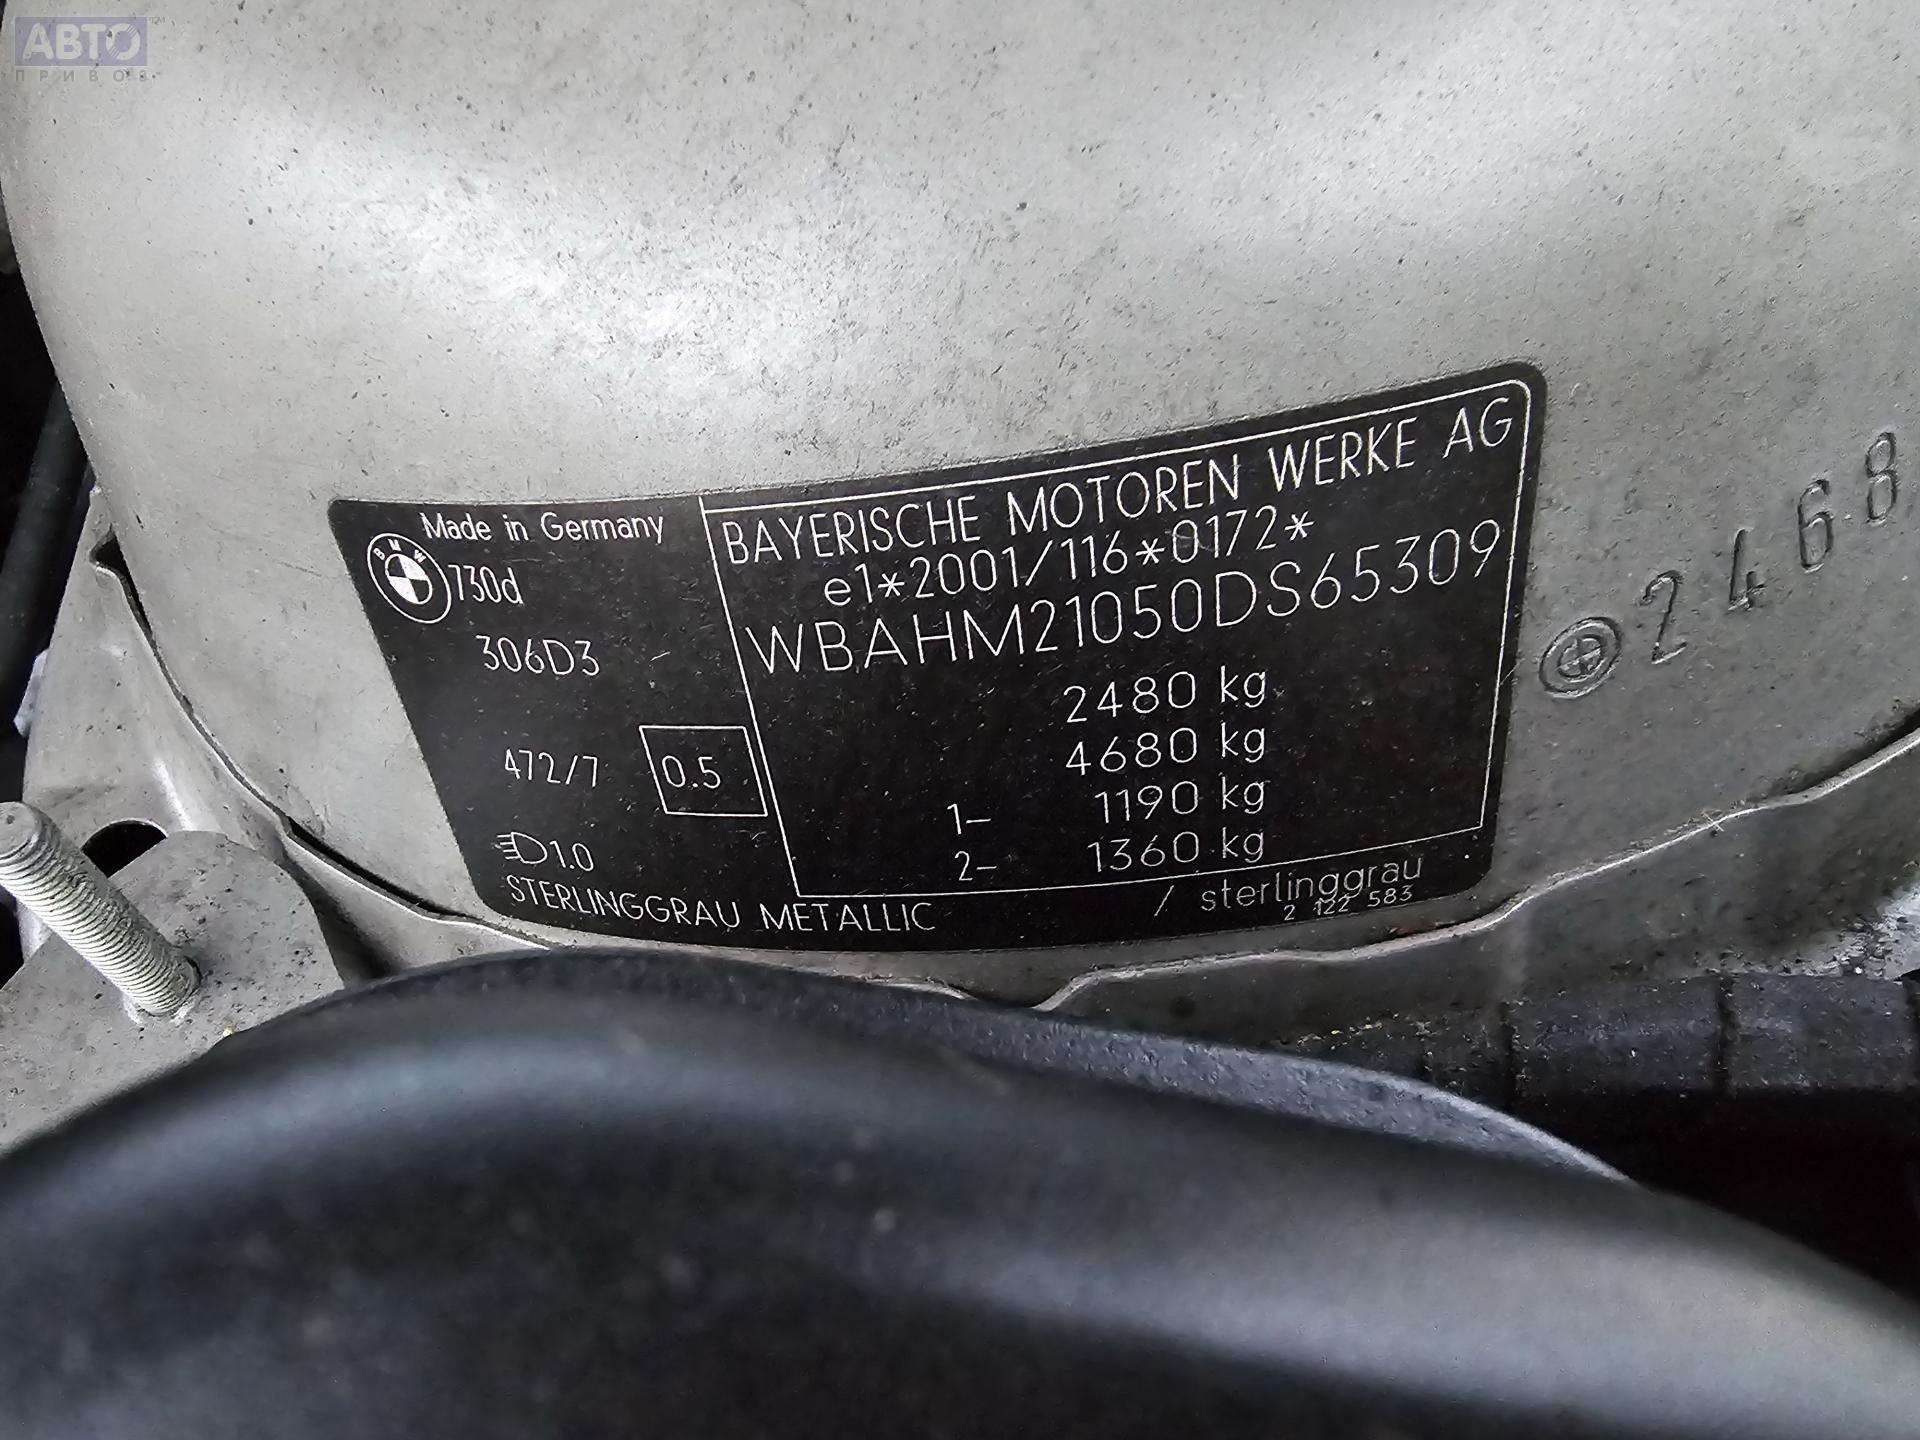 АВТО
ПРИВОЗ
Made in Germany
BMW
730d
306D3
472/7
0.5
1.0
BAYERISCHE MOTOREN WERKE AG
e1*2001/116*0172*
WBAHM21050DS65309
2480 kg
4680 kg
1- 1190 kg
2- 1360 kg
STERLINGGRAU METALLIC / sterlinggrau
2 122 583
2468